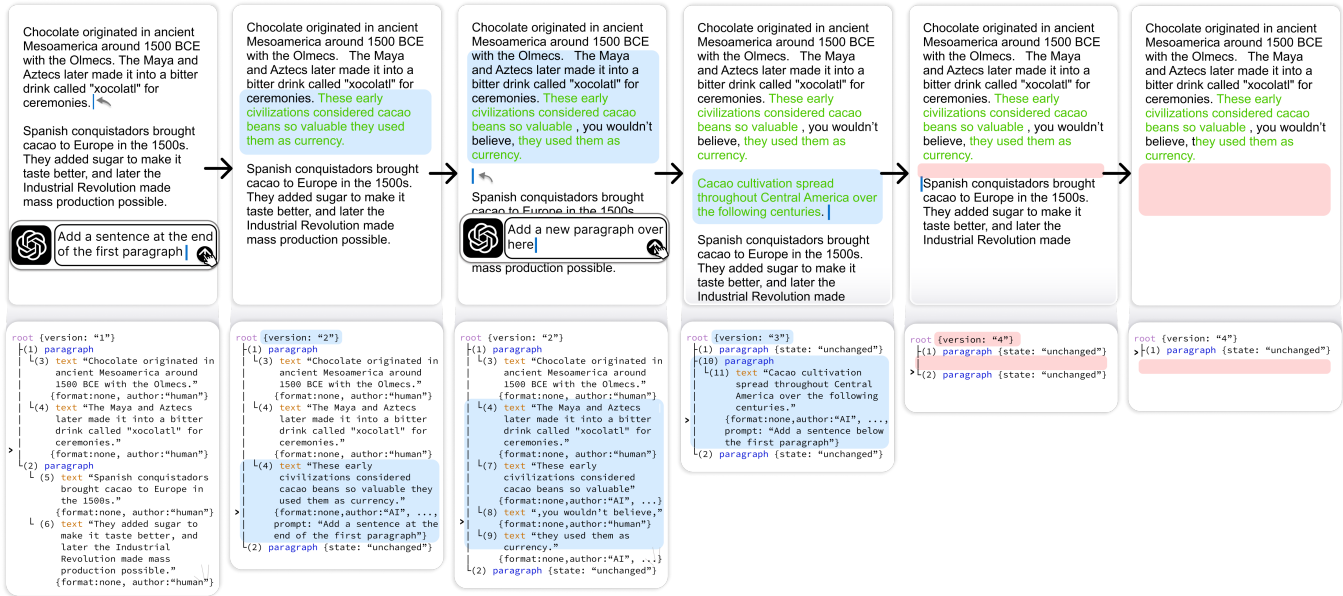 Chocolate originated in ancient
Mesoamerica around 1500 BCE
with the Olmecs. The Maya and
Aztecs later made it into a bitter
drink called "xocolatl" for
ceremonies.
Spanish conquistadors brought
cacao to Europe in the 1500s.
They added sugar to make it
taste better, and later the
Industrial Revolution made
mass production possible.
Add a sentence at the end
of the first paragraph
Chocolate originated in ancient
Mesoamerica around 1500 BCE
with the Olmecs. The Maya
and Aztecs later made it into a
bitter drink called "xocolatl" for
ceremonies. These early
civilizations considered cacao
beans so valuable they used
them as currency.
Spanish conquistadors brought
cacao to Europe in the 1500s.
They added sugar to make it
taste better, and later the
Industrial Revolution made
mass production possible.
Chocolate originated in ancient
Mesoamerica around 1500 BCE
with the Olmecs. The Maya
and Aztecs later made it into a
bitter drink called "xocolatl" for
ceremonies. These early
civilizations considered cacao
beans so valuable , you wouldn't
believe, they used them as
currency.
Spanish conquistadors brought
cacao to Europe in the 1500s.
Add a new paragraph over
here
mass production possible.
Chocolate originated in ancient
Mesoamerica around 1500 BCE
with the Olmecs. The Maya
and Aztecs later made it into a
bitter drink called "xocolatl" for
ceremonies. These early
civilizations considered cacao
beans so valuable , you wouldn't
believe, they used them as
currency.
Cacao cultivation spread
throughout Central America over
the following centuries.
Spanish conquistadors brought
cacao to Europe in the 1500s.
They added sugar to make it
taste better, and later the
Industrial Revolution made
Chocolate originated in ancient
Mesoamerica around 1500 BCE
with the Olmecs. The Maya
and Aztecs later made it into a
bitter drink called "xocolatl" for
ceremonies. These early
civilizations considered cacao
beans so valuable , you wouldn't
believe, they used them as
currency.
Spanish conquistadors brought
cacao to Europe in the 1500s.
They added sugar to make it
taste better, and later the
Industrial Revolution made
Chocolate originated in ancient
Mesoamerica around 1500 BCE
with the Olmecs. The Maya
and Aztecs later made it into a
bitter drink called "xocolatl" for
ceremonies. These early
civilizations considered cacao
beans so valuable , you wouldn't
believe, they used them as
currency.
root {version: “1”}
(1) paragraph
(3) text “Chocolate originated in
ancient Mesoamerica around
1500 BCE with the Olmecs.”
{format:none, author:“human”}
(4) text “The Maya and Aztecs
later made it into a bitter
drink called "xocolatl" for
ceremonies.”
{format:none, author:“human”}
>
(2) paragraph
(5) text “Spanish conquistadors
brought cacao to Europe in
the 1500s.”
{format:none, author:“human”}
(6) text “They added sugar to
make it taste better, and
later the Industrial
Revolution made mass
production possible.”
{format:none, author:“human”}
root {version: “2”}
(1) paragraph
(3) text “Chocolate originated in
ancient Mesoamerica around
1500 BCE with the Olmecs.”
{format:none, author:“human”}
(4) text “The Maya and Aztecs
later made it into a bitter
drink called "xocolatl" for
ceremonies.”
{format:none, author:“human”}
(4) text “These early
civilizations considered
cacao beans so valuable they
used them as currency.”
> {format:none,author:“AI”, ...,
prompt: “Add a sentence at the
end of the first paragraph”}
(2) paragraph {state: “unchanged”}
root {version: “2”}
(1) paragraph
(3) text “Chocolate originated in
ancient Mesoamerica around
1500 BCE with the Olmecs.”
{format:none, author:“human”}
(4) text “The Maya and Aztecs
later made it into a bitter
drink called "xocolatl" for
ceremonies.”
{format:none, author:“human”}
(7) text “These early
civilizations considered
cacao beans so valuable”
{format:none,author:“AI”, ...}
(8) text “,you wouldn’t believe,”
> {format:none,author:“human”}
(9) text “they used them as
currency.”
{format:none,author:“AI”, ...}
(2) paragraph {state: “unchanged”}
root {version: “3”}
(1) paragraph {state: “unchanged”}
(10) paragraph
(11) text “Cacao cultivation
spread throughout Central
America over the following
centuries.”
> {format:none,author:“AI”, ...,
prompt: “Add a sentence below
the first paragraph”}
(2) paragraph {state: “unchanged”}
root {version: “4”}
(1) paragraph {state: “unchanged”}
> (2) paragraph {state: “unchanged”}
root {version: “4”}
> (1) paragraph {state: “unchanged”}